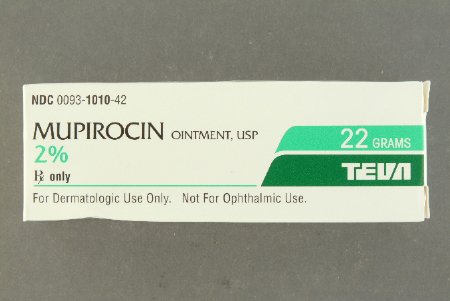 NDC 0093-1010-42
MUPIROCIN OINTMENT, USP
2%
℞ only
22 GRAMS
TEVA
For Dermatologic Use Only. Not For Ophthalmic Use.